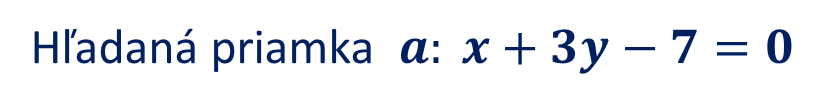 Hľadaná priamka a: x + 3y − 7 = 0